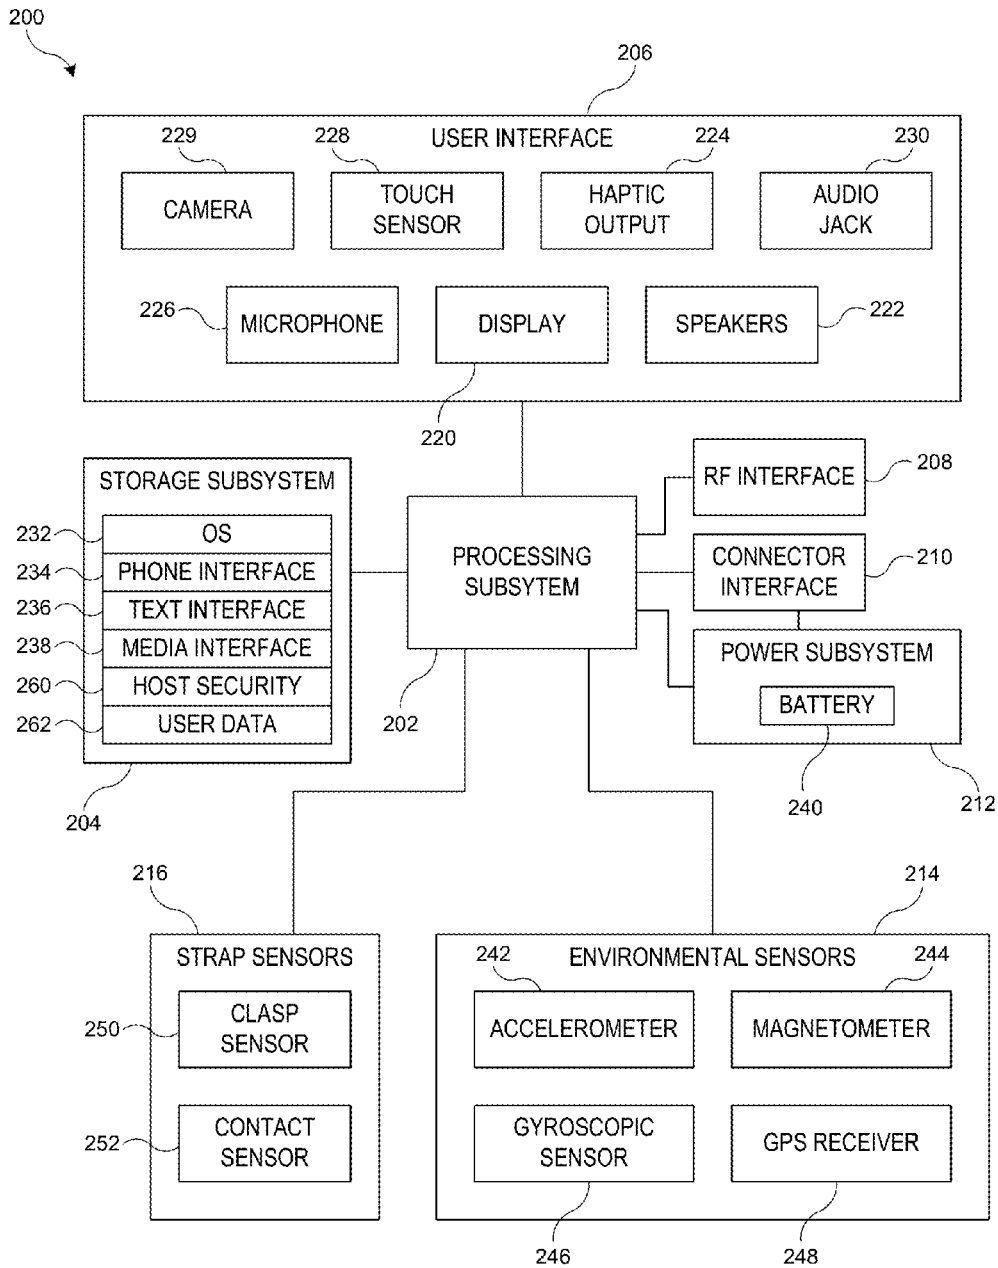 200
206
USER INTERFACE
229
228
224
230
CAMERA
TOUCH
SENSOR
HAPTIC
OUTPUT
AUDIO
JACK
226
MICROPHONE
DISPLAY
SPEAKERS
222
220
STORAGE SUBSYSTEM
232
OS
234
PHONE INTERFACE
236
TEXT INTERFACE
238
MEDIA INTERFACE
260
HOST SECURITY
262
USER DATA
204
PROCESSING
SUBSYTEM
202
RF INTERFACE
208
CONNECTOR
INTERFACE
210
POWER SUBSYSTEM
BATTERY
240
212
216
STRAP SENSORS
250
CLASP
SENSOR
252
CONTACT
SENSOR
214
ENVIRONMENTAL SENSORS
242
244
ACCELEROMETER
MAGNETOMETER
GYROSCOPIC
SENSOR
GPS RECEIVER
246
248